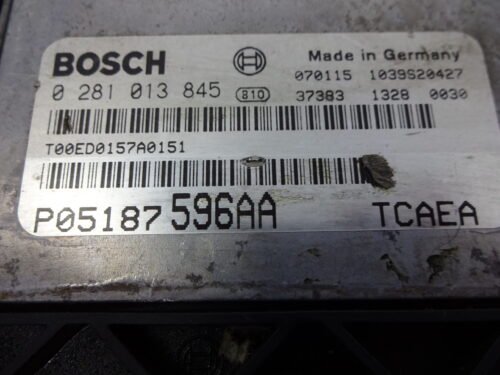 BOSCH
Made in Germany
070115 1039S20427
0 281 013 845 810 37383 1328 0030
T00ED0157A0151
P05187596AA TCAEA